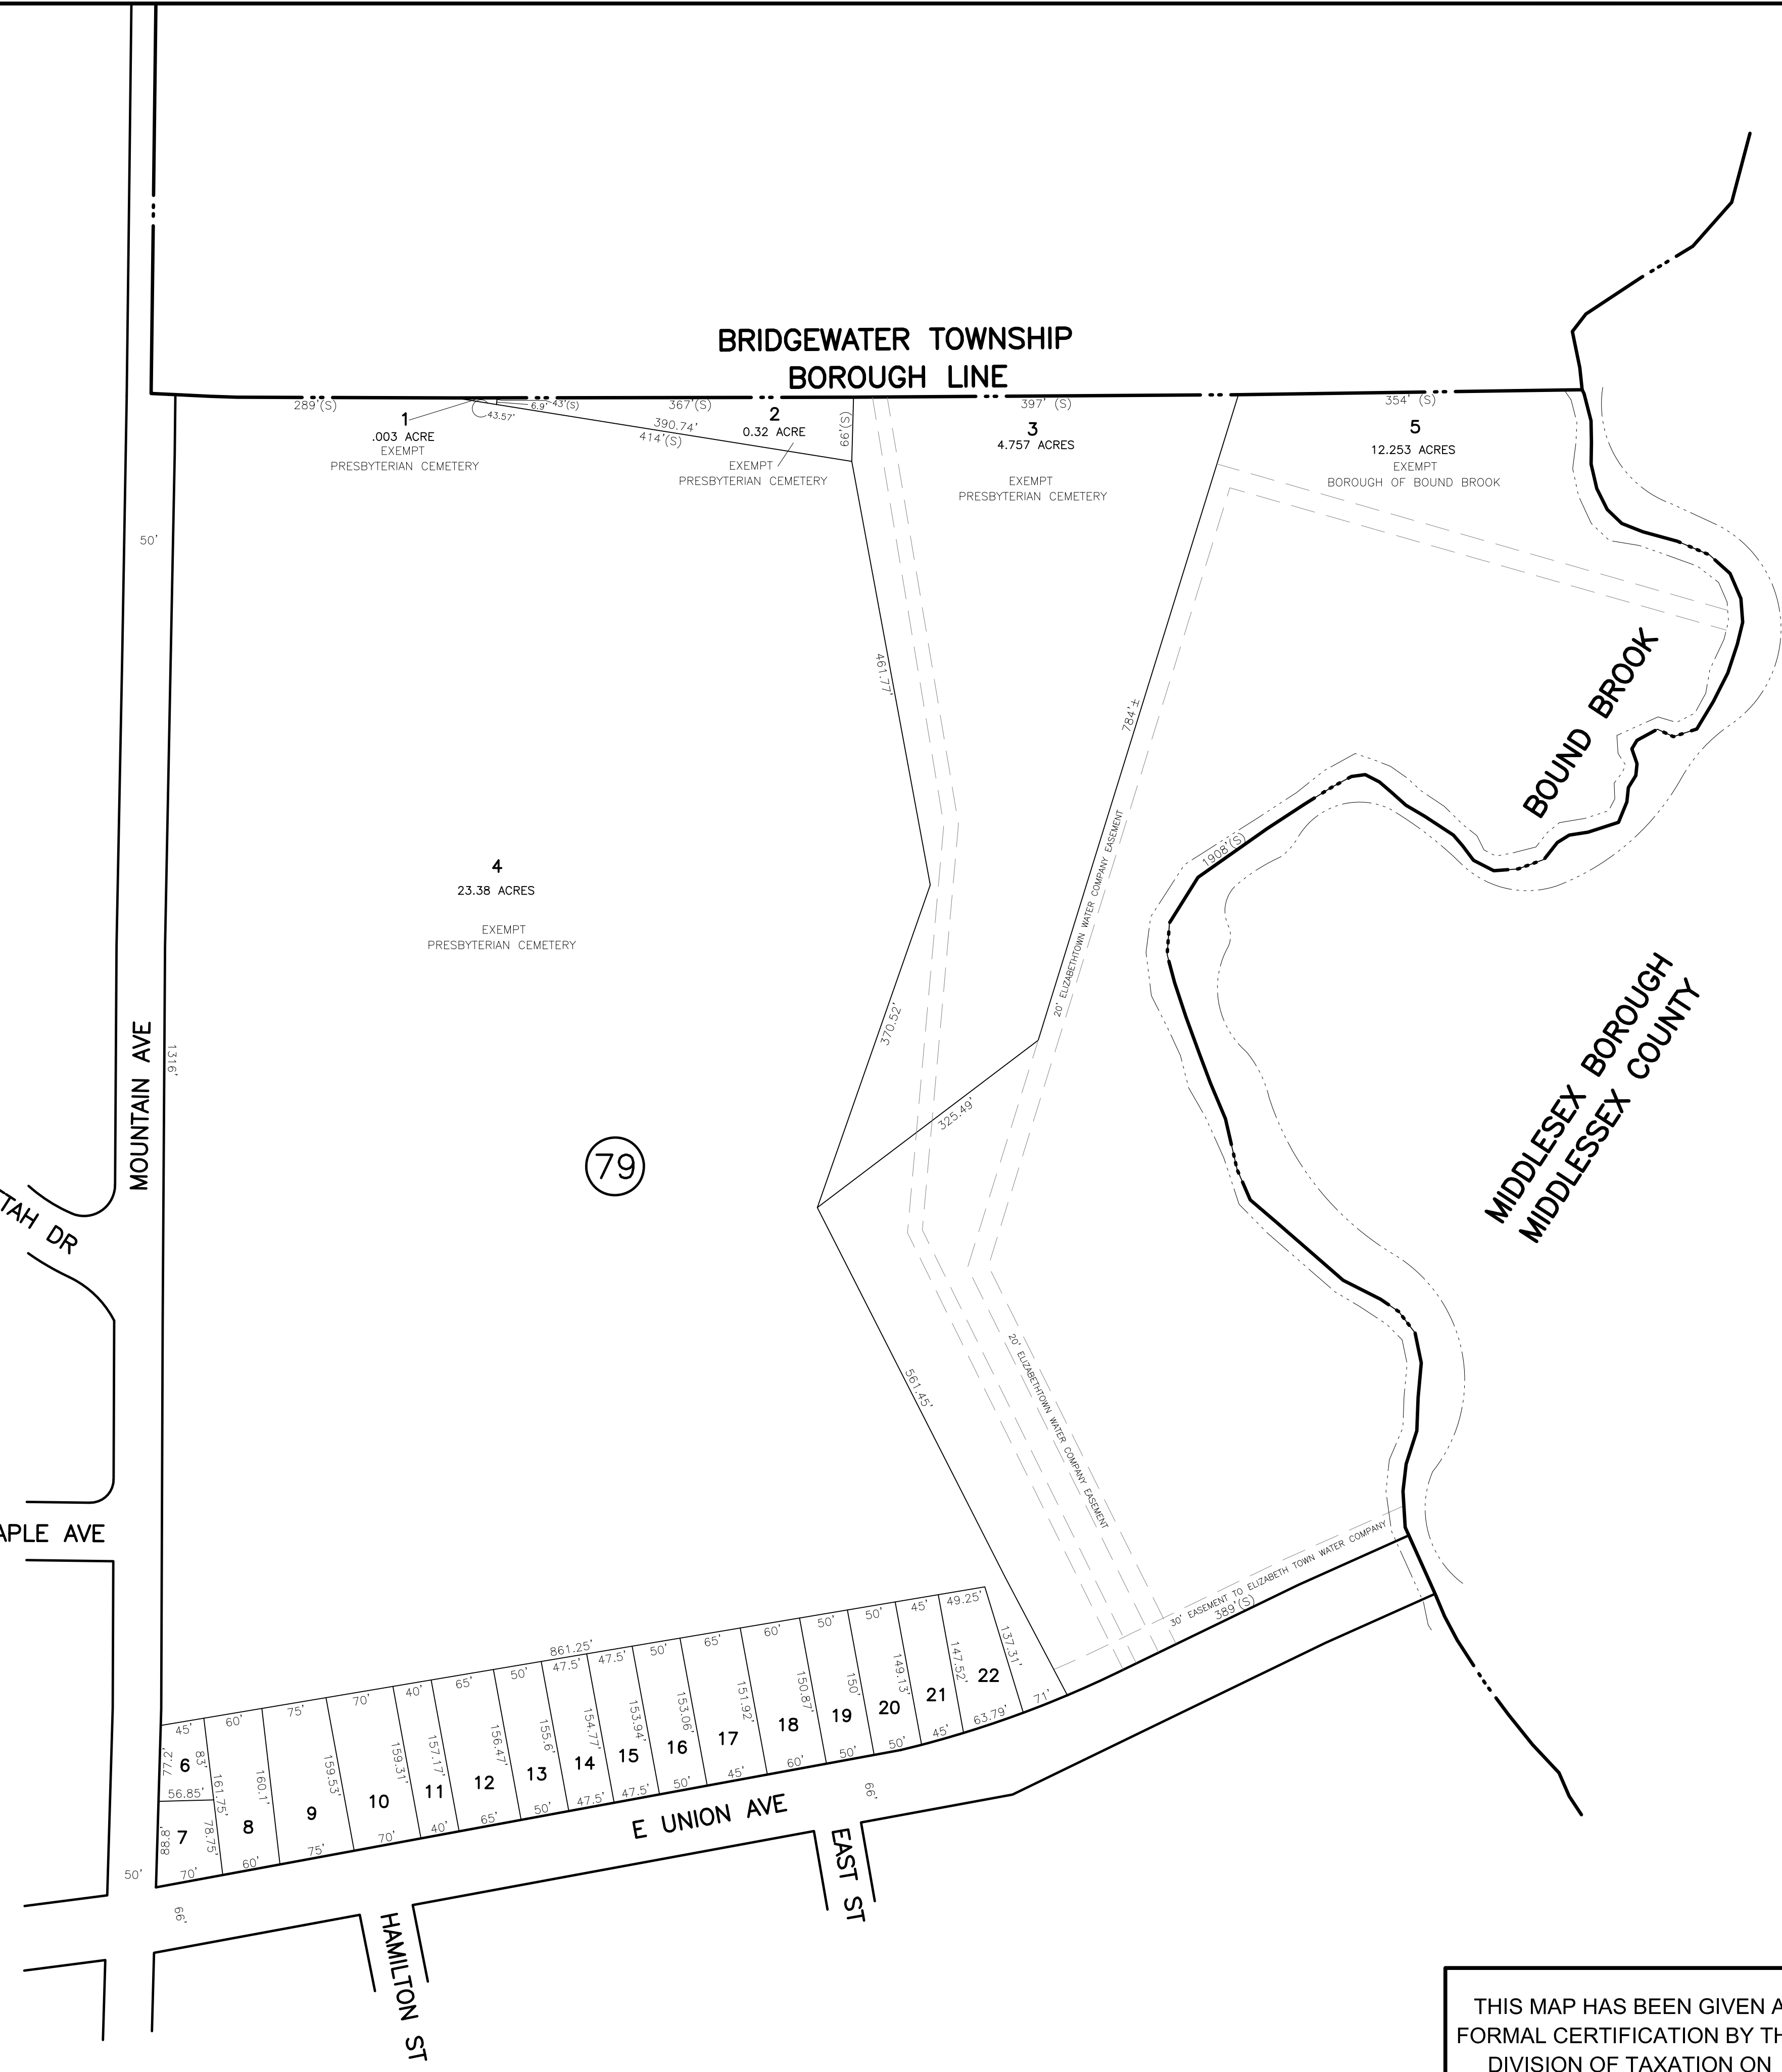 BRIDGEWATER TOWNSHIP
BOROUGH LINE
289'(S)
6.9'
43'(S)
43.57'
367'(S)
390.74'
414'(S)
66'(S)
397' (S)
354' (S)
1
.003 ACRE
EXEMPT
PRESBYTERIAN CEMETERY
2
0.32 ACRE
EXEMPT
PRESBYTERIAN CEMETERY
3
4.757 ACRES
EXEMPT
PRESBYTERIAN CEMETERY
5
12.253 ACRES
EXEMPT
BOROUGH OF BOUND BROOK
50'
461.77'
784'±
BOUND BROOK
1908'(S)
20' ELIZABETHTOWN WATER COMPANY EASEMENT
4
23.38 ACRES
EXEMPT
PRESBYTERIAN CEMETERY
370.52'
325.49'
MOUNTAIN AVE
1316'
79
MIDDLESEX BOROUGH
MIDDLESSEX COUNTY
TAH DR
561.45'
20' ELIZABETHTOWN WATER COMPANY EASEMENT
APLE AVE
30' EASEMENT TO ELIZABETH TOWN WATER COMPANY
389'(S)
861.25'
45'
60'
75'
70'
40'
65'
50'
47.5'
47.5'
50'
65'
60'
50'
50'
45'
49.25'
77.2'
6
83'
56.85'
88.8'
7
78.75'
161.75'
8
160.1'
9
159.53'
10
159.31'
11
157.17'
12
156.47'
13
155.6'
14
154.77'
15
153.94'
16
153.06'
17
151.92'
18
150.87'
19
150'
20
149.13'
21
147.52'
22
137.31'
70'
60'
75'
70'
40'
65'
50'
47.5'
47.5'
50'
45'
60'
50'
50'
45'
63.79'
71'
50'
66'
66'
E UNION AVE
EAST ST
HAMILTON ST
THIS MAP HAS BEEN GIVEN A
FORMAL CERTIFICATION BY TH
DIVISION OF TAXATION ON